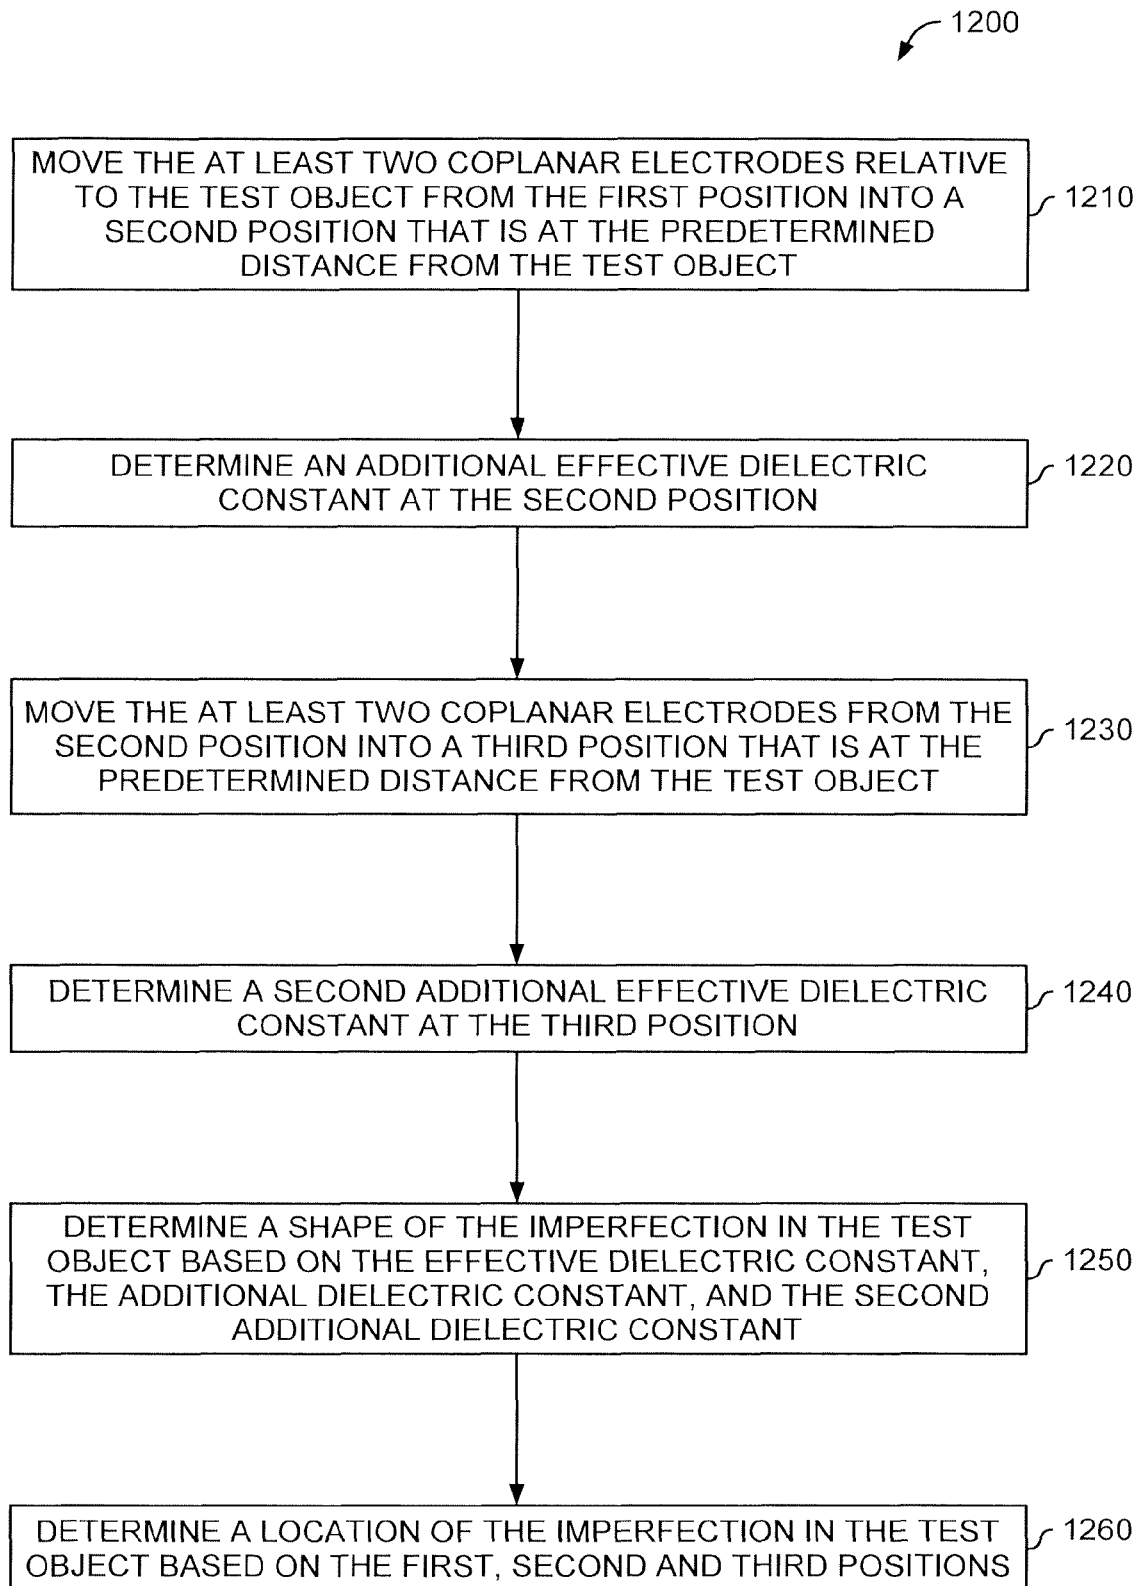 1200
MOVE THE AT LEAST TWO COPLANAR ELECTRODES RELATIVE
TO THE TEST OBJECT FROM THE FIRST POSITION INTO A
SECOND POSITION THAT IS AT THE PREDETERMINED
DISTANCE FROM THE TEST OBJECT
1210
DETERMINE AN ADDITIONAL EFFECTIVE DIELECTRIC
CONSTANT AT THE SECOND POSITION
1220
MOVE THE AT LEAST TWO COPLANAR ELECTRODES FROM THE
SECOND POSITION INTO A THIRD POSITION THAT IS AT THE
PREDETERMINED DISTANCE FROM THE TEST OBJECT
1230
DETERMINE A SECOND ADDITIONAL EFFECTIVE DIELECTRIC
CONSTANT AT THE THIRD POSITION
1240
DETERMINE A SHAPE OF THE IMPERFECTION IN THE TEST
OBJECT BASED ON THE EFFECTIVE DIELECTRIC CONSTANT,
THE ADDITIONAL DIELECTRIC CONSTANT, AND THE SECOND
ADDITIONAL DIELECTRIC CONSTANT
1250
DETERMINE A LOCATION OF THE IMPERFECTION IN THE TEST
OBJECT BASED ON THE FIRST, SECOND AND THIRD POSITIONS
1260